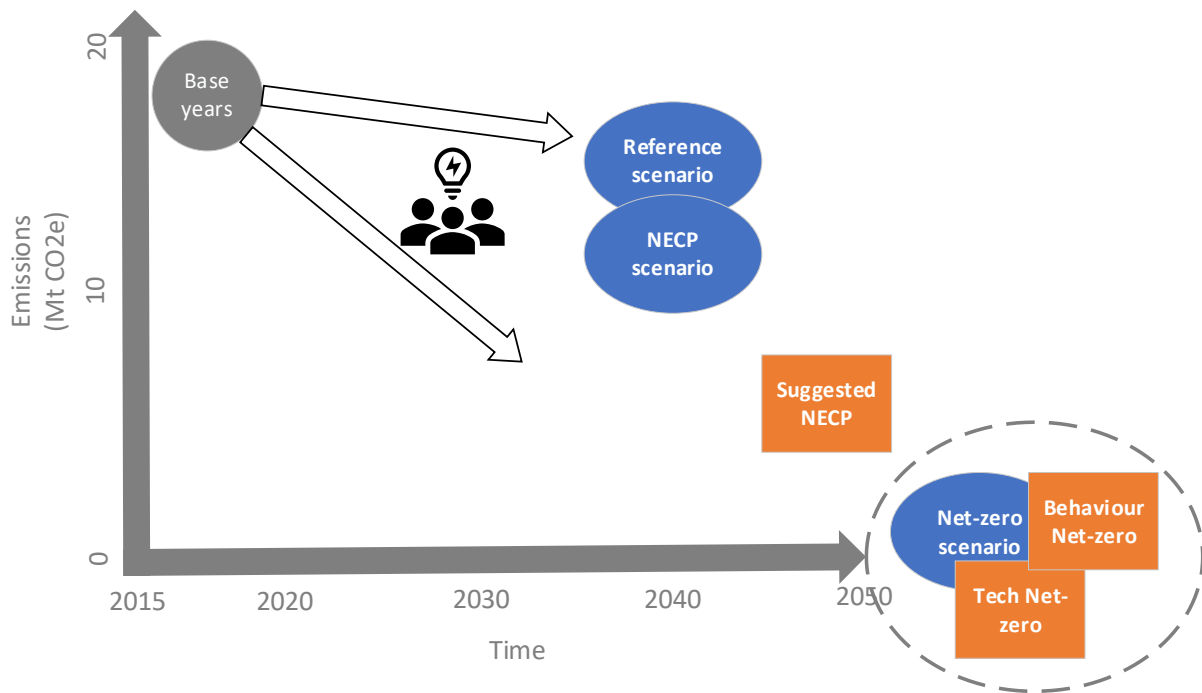 20
Base
years
Reference
scenario
NECP
scenario
Emissions
(Mt CO2e)
10
Suggested
NECP
Net-zero
scenario
Behaviour
Net-zero
Tech Net-
zero
0
2015
2020
2030
2040
2050
Time